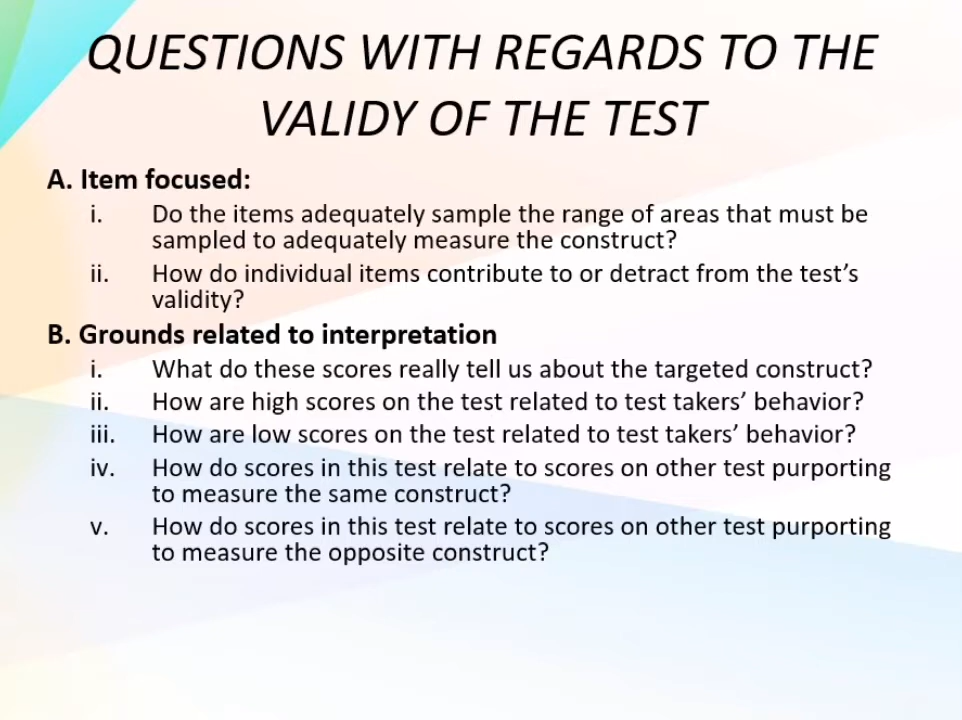 QUESTIONS WITH REGARDS TO THE
VALIDY OF THE TEST
A. Item focused:
i. Do the items adequately sample the range of areas that must be
sampled to adequately measure the construct?
ii. How do individual items contribute to or detract from the test’s
validity?
B. Grounds related to interpretation
i. What do these scores really tell us about the targeted construct?
ii. How are high scores on the test related to test takers’ behavior?
iii. How are low scores on the test related to test takers’ behavior?
iv. How do scores in this test relate to scores on other test purporting
to measure the same construct?
v. How do scores in this test relate to scores on other test purporting
to measure the opposite construct?